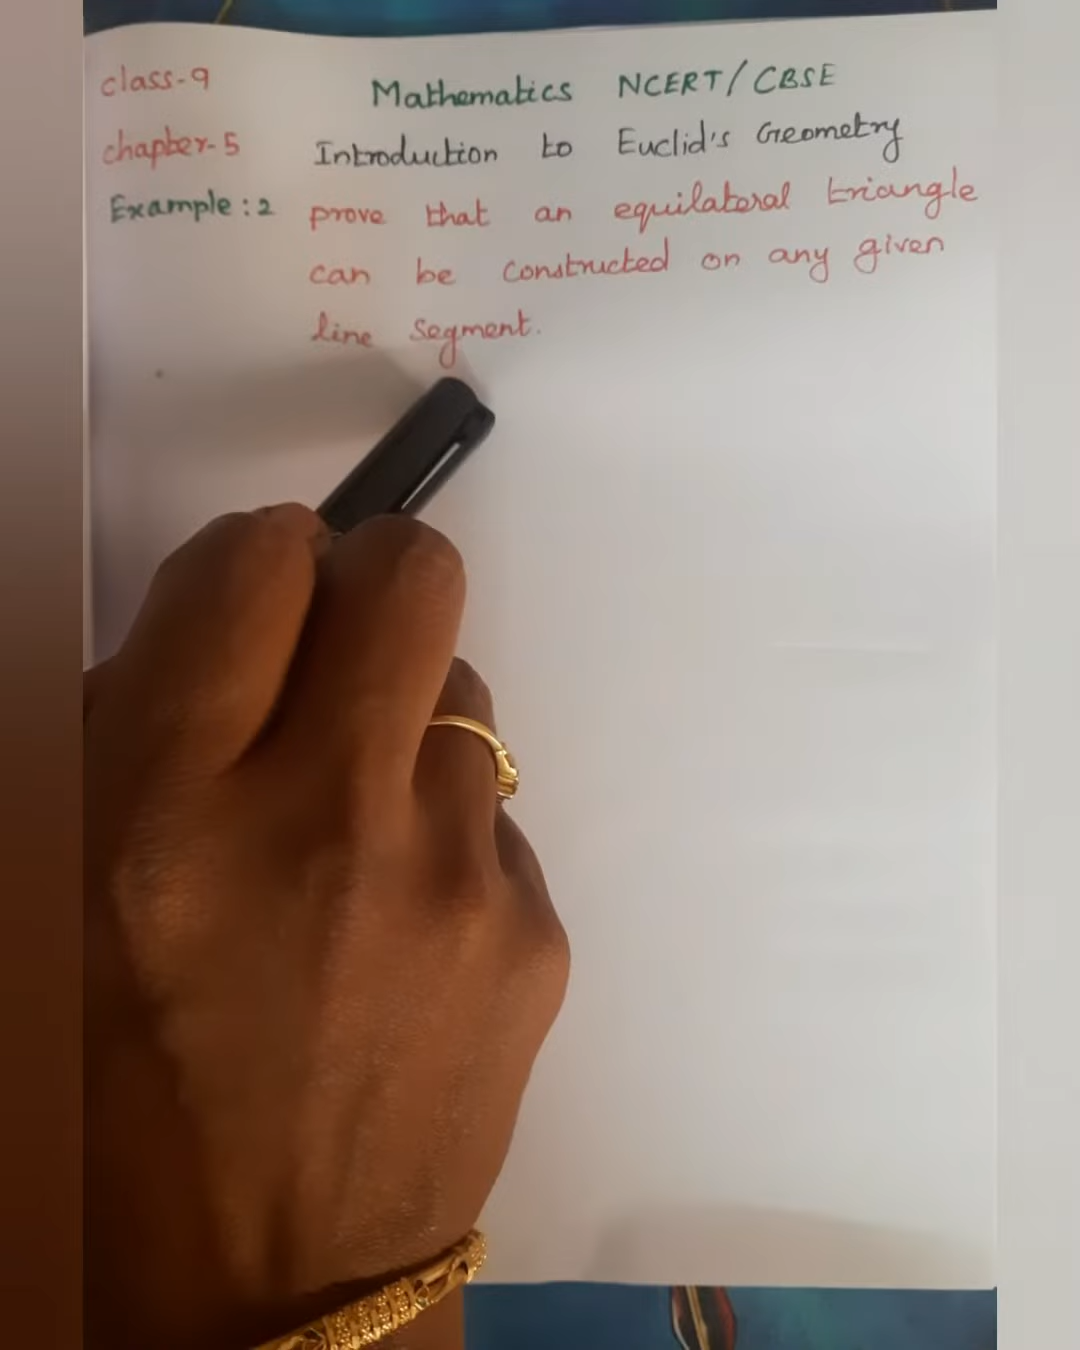 class-9 Mathematics NCERT/CBSE
chapter-5 Introduction to Euclid's Geometry
Example:2 prove that an equilateral triangle
can be constructed on any given
line segment.